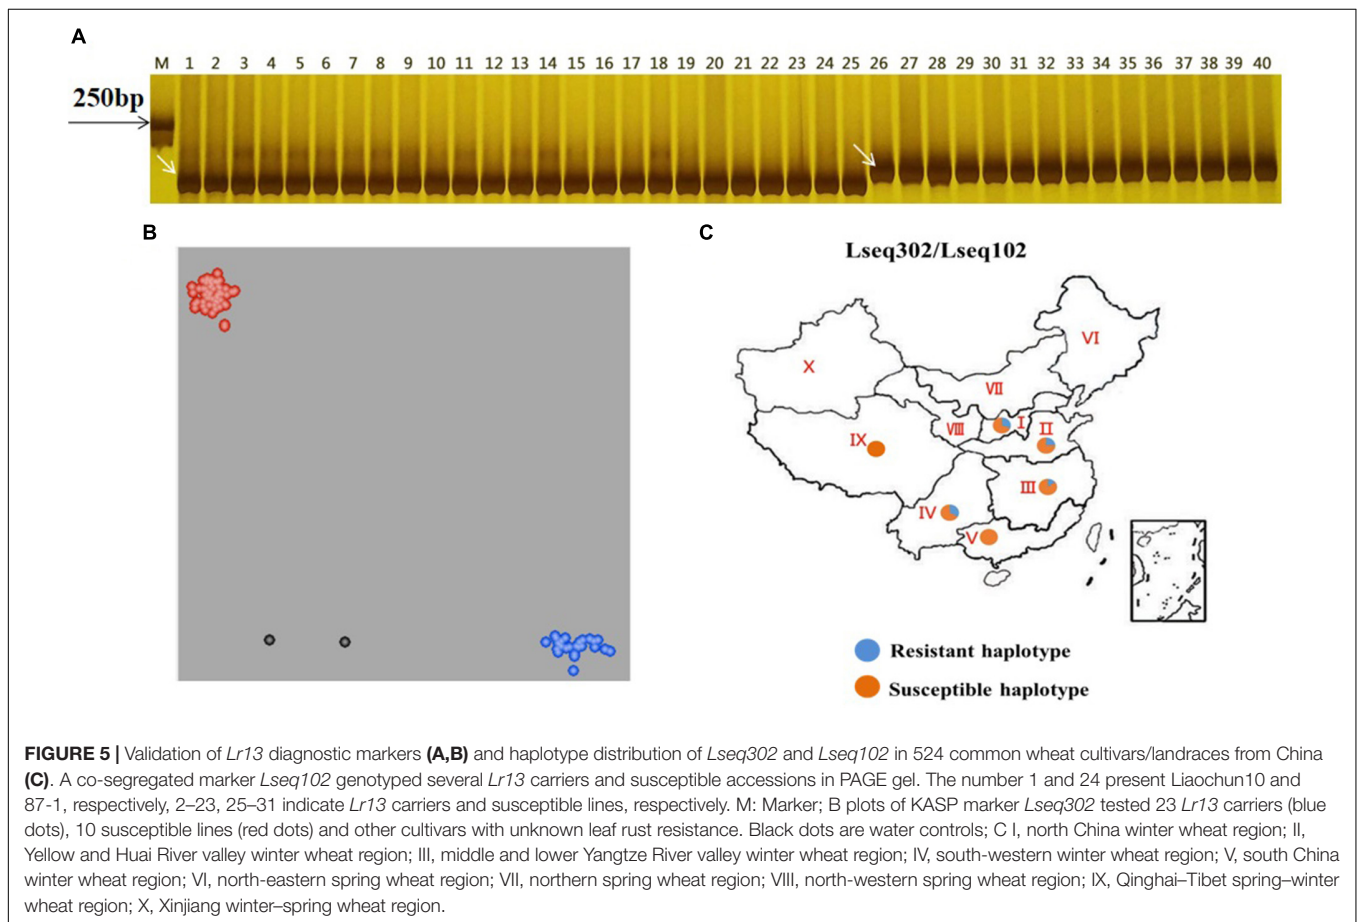 A
M 1 2 3 4 5 6 7 8 9 10 11 12 13 14 15 16 17 18 19 20 21 22 23 24 25 26 27 28 29 30 31 32 33 34 35 36 37 38 39 40
250bp
B
C
Lseq302/Lseq102
VI
X
VII
VIII
I
II
IX
III
IV
V
Resistant haplotype
Susceptible haplotype
FIGURE 5 | Validation of Lr13 diagnostic markers (A,B) and haplotype distribution of Lseq302 and Lseq102 in 524 common wheat cultivars/landraces from China
(C). A co-segregated marker Lseq102 genotyped several Lr13 carriers and susceptible accessions in PAGE gel. The number 1 and 24 present Liaochun10 and
87-1, respectively, 2–23, 25–31 indicate Lr13 carriers and susceptible lines, respectively. M: Marker; B plots of KASP marker Lseq302 tested 23 Lr13 carriers (blue
dots), 10 susceptible lines (red dots) and other cultivars with unknown leaf rust resistance. Black dots are water controls; C I, north China winter wheat region; II,
Yellow and Huai River valley winter wheat region; III, middle and lower Yangtze River valley winter wheat region; IV, south-western winter wheat region; V, south China
winter wheat region; VI, north-eastern spring wheat region; VII, northern spring wheat region; VIII, north-western spring wheat region; IX, Qinghai–Tibet spring–winter
wheat region; X, Xinjiang winter–spring wheat region.